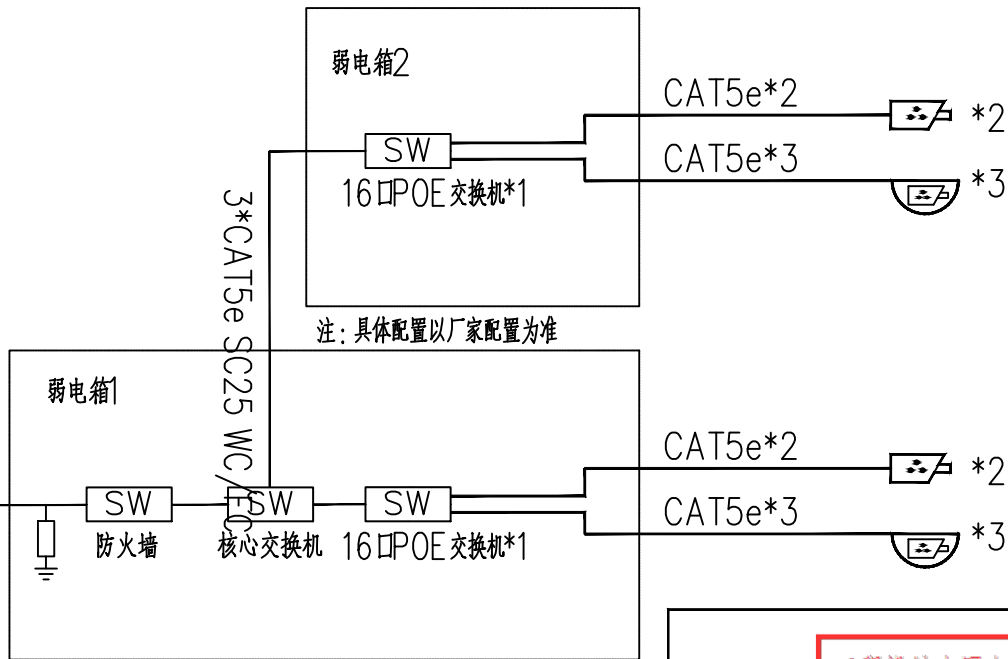 弱电箱2
CAT5e*2
*2
SW
CAT5e*3
*3
16口POE交换机*1
3*CAT5e SC25 WC/FC
注:具体配置以厂家配置为准
弱电箱1
CAT5e*2
*2
SW
SW
SW
CAT5e*3
*3
防火墙
核心交换机
16口POE交换机*1